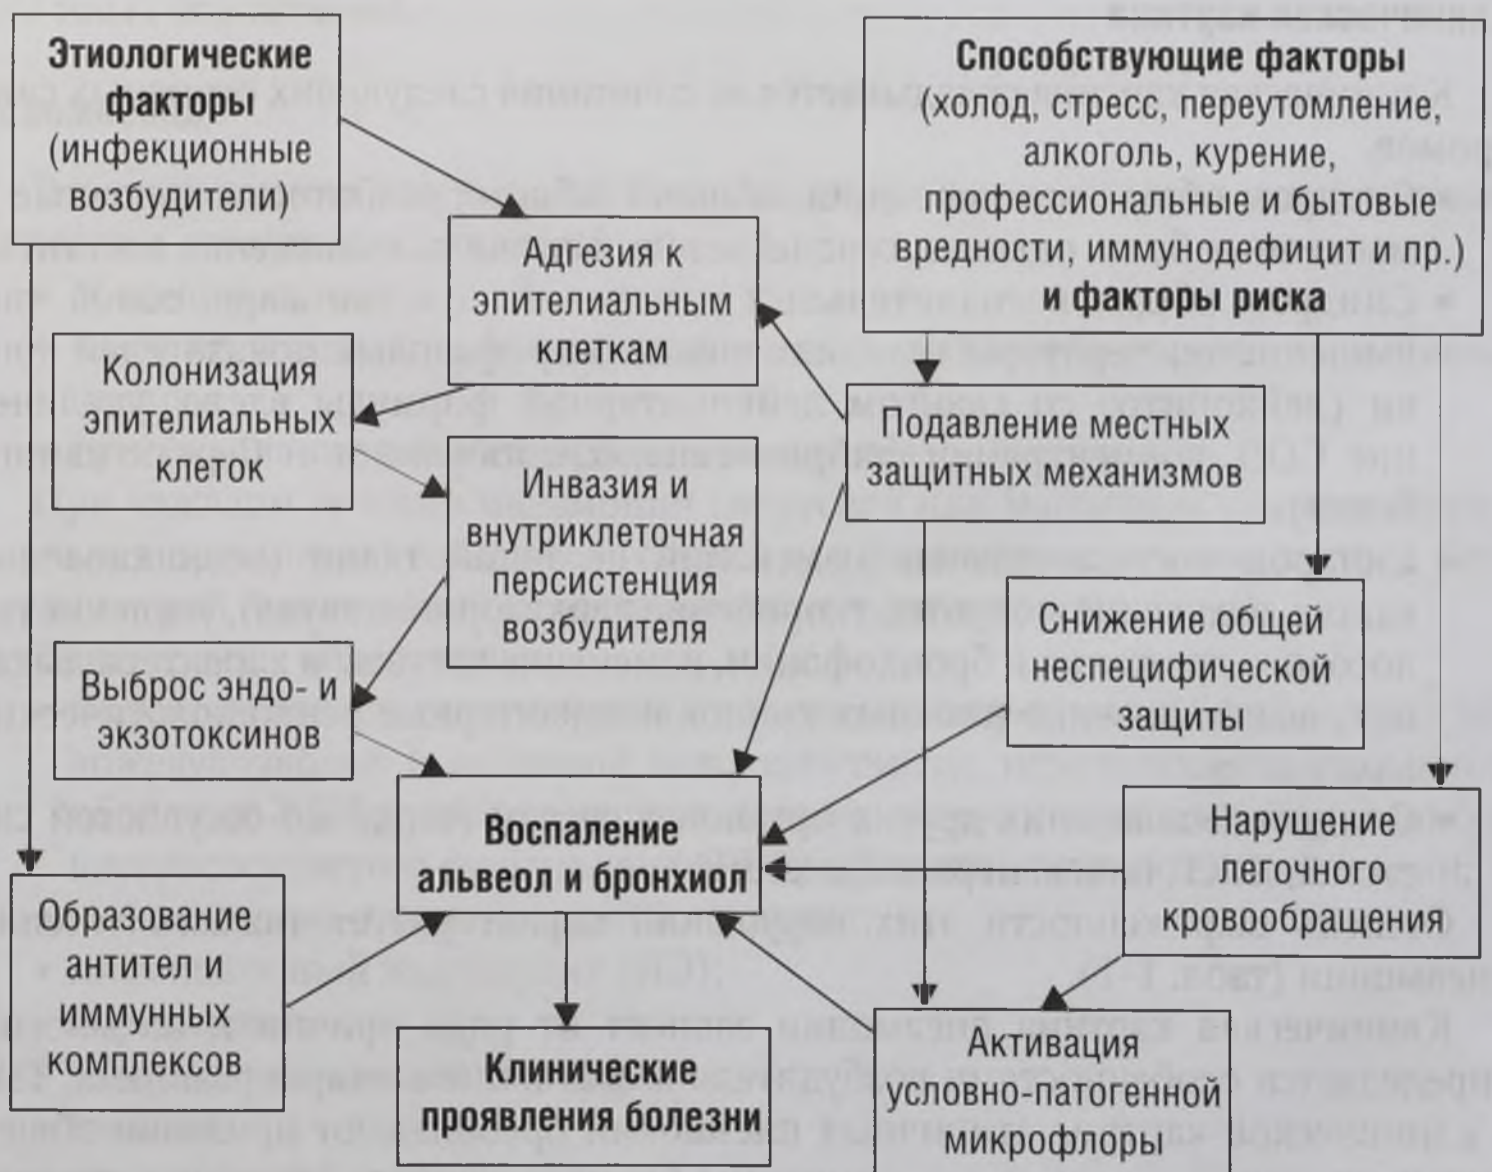 Этиологические
факторы
(инфекционные
возбудители)
Способствующие факторы
(холод, стресс, переутомление,
алкоголь, курение,
профессиональные и бытовые
вредности, иммунодефицит и пр.)
и факторы риска
Адгезия к
эпителиальным
клеткам
Колонизация
эпителиальных
клеток
Подавление местных
защитных механизмов
Инвазия и
внутриклеточная
персистенция
возбудителя
Снижение общей
неспецифической
защиты
Выброс эндо- и
экзотоксинов
Воспаление
альвеол и бронхиол
Нарушение
легочного
кровообращения
Образование
антител и
иммунных
комплексов
Клинические
проявления болезни
Активация
условно-патогенной
микрофлоры